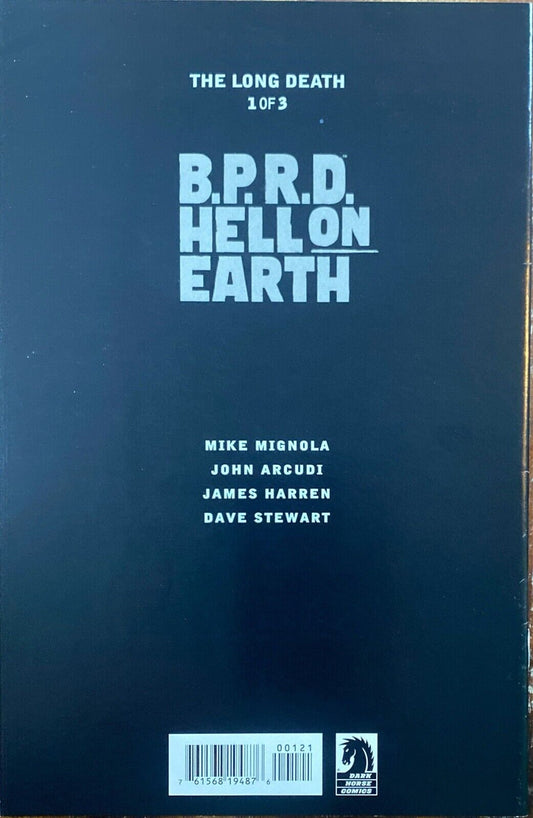 THE LONG DEATH
1 OF 3
B.P.R.D.™
HELL ON
EARTH
MIKE MIGNOLA
JOHN ARCUDI
JAMES HARREN
DAVE STEWART
00121
7 61568 19487 6
DARK
HORSE
COMICS